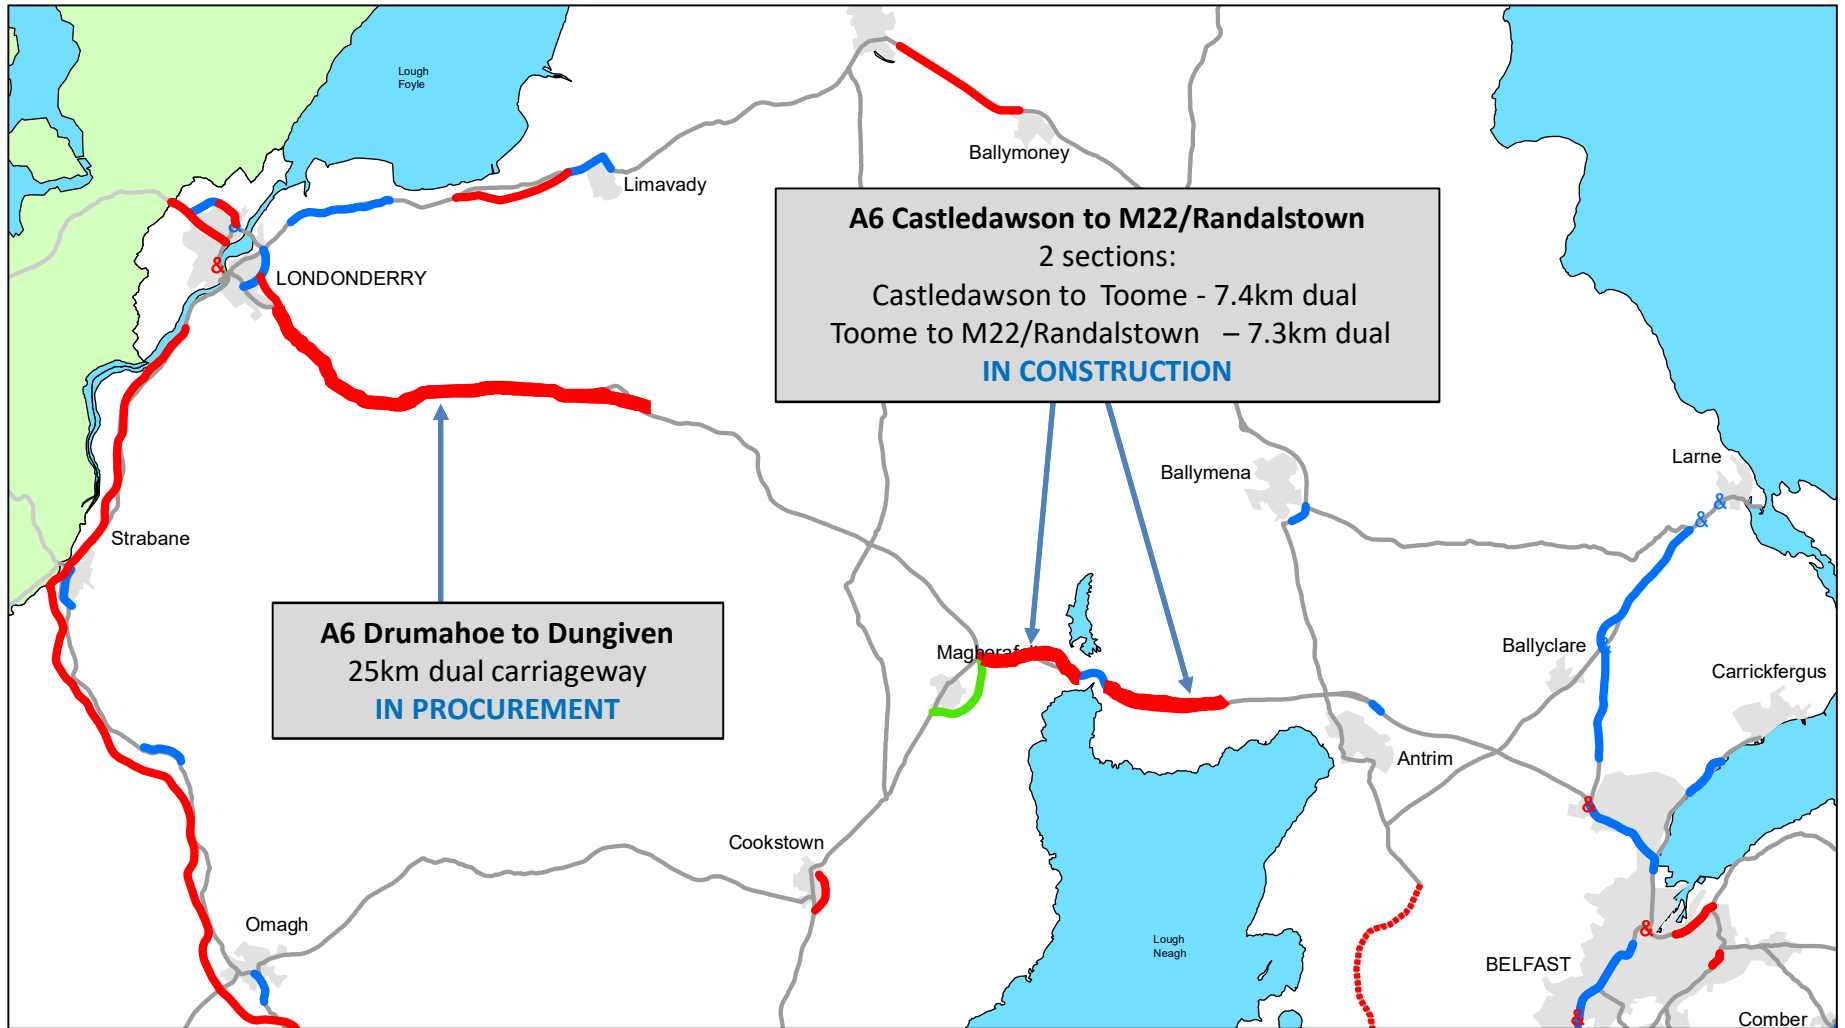 Lough
Foyle
Ballymoney
Limavady
A6 Castledawson to M22/Randalstown
2 sections:
Castledawson to Toome - 7.4km dual
Toome to M22/Randalstown – 7.3km dual
IN CONSTRUCTION
&
&
LONDONDERRY
Ballymena
Larne
&
&
Strabane
A6 Drumahoe to Dungiven
25km dual carriageway
IN PROCUREMENT
Ballyclare
&
Carrickfergus
Antrim
&
Cookstown
Omagh
Lough
Neagh
&
BELFAST
&
Comber